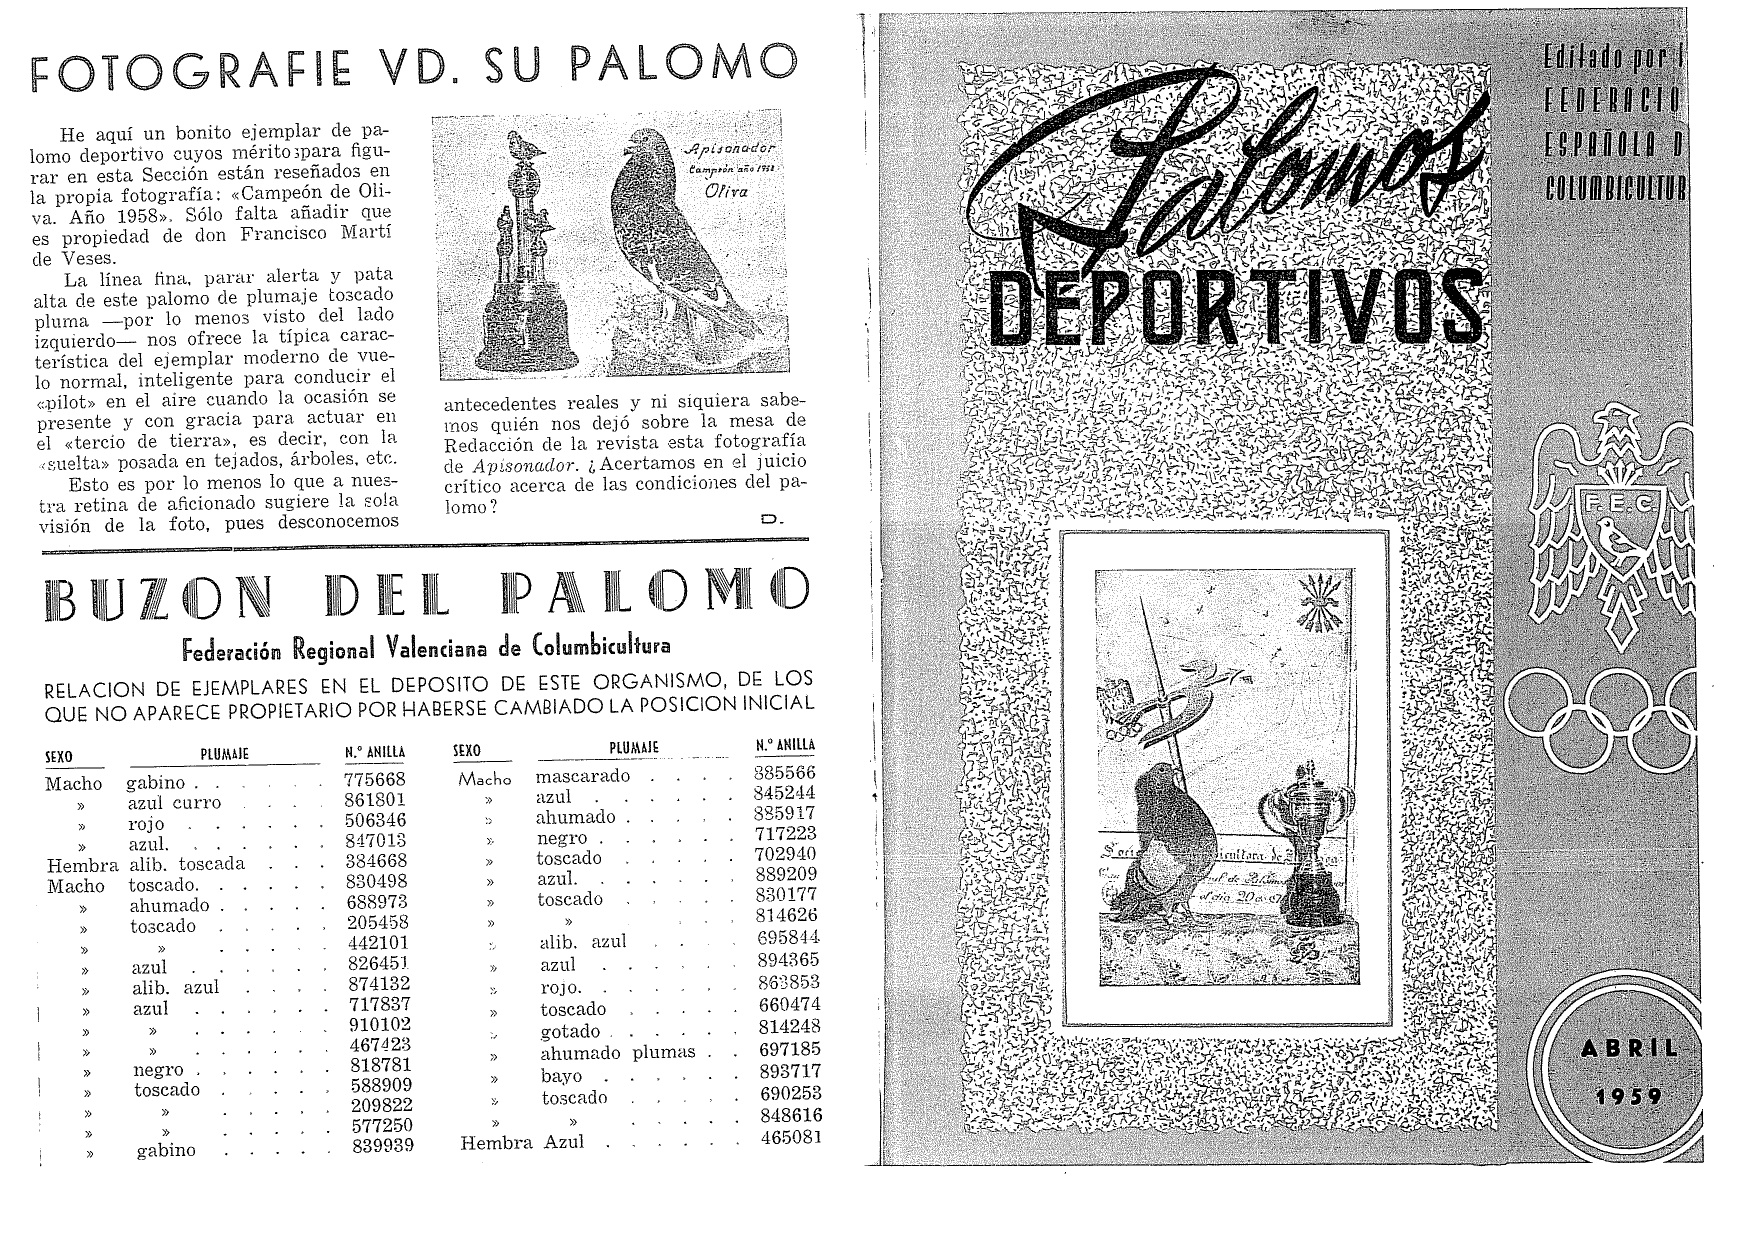 FOTOGRAFIE VD. SU PALOMO
He aquí un bonito ejemplar de pa-
lomo deportivo cuyos méritos para figu-
rar en esta Sección están reseñados en
la propia fotografía: «Campeón de Oli-
va. Año 1958». Sólo falta añadir que
es propiedad de don Francisco Martí
de Veses.
La línea fina, parar alerta y pata
alta de este palomo de plumaje toscado
pluma —por lo menos visto del lado
izquierdo— nos ofrece la típica carac-
terística del ejemplar moderno de vue-
lo normal, inteligente para conducir el
«pilot» en el aire cuando la ocasión se
presente y con gracia para actuar en
el «tercio de tierra», es decir, con la
«suelta» posada en tejados, árboles, etc.
Esto es por lo menos lo que a nues-
tra retina de aficionado sugiere la sola
visión de la foto, pues desconocemos
Apisonador
Campeón año 1958
Oliva
antecedentes reales y ni siquiera sabe-
mos quién nos dejó sobre la mesa de
Redacción de la revista esta fotografía
de Apisonador. ¿Acertamos en el juicio
crítico acerca de las condiciones del pa-
lomo?
D.
BUZON DEL PALOMO
Federación Regional Valenciana de Columbicultura
RELACION DE EJEMPLARES EN EL DEPOSITO DE ESTE ORGANISMO, DE LOS
QUE NO APARECE PROPIETARIO POR HABERSE CAMBIADO LA POSICION INICIAL
SEXO PLUMAJE N.º ANILLA
Macho gabino . . . . . . 775668
» azul curro . . . . 861801
» rojo . . . . . . 506346
» azul. . . . . . . 847013
Hembra alib. toscada . . . 384668
Macho toscado. . . . . . 830498
» ahumado . . . . . 688973
» toscado . . . . . 205458
» » . . . . . 442101
» azul . . . . . . 826451
» alib. azul . . . . 874132
» azul . . . . . . 717837
» » . . . . . . 910102
» » . . . . . . 467423
» negro . . . . . . 818781
» toscado . . . . . 588909
» » . . . . . 209822
» » . . . . . 577250
» gabino . . . . . 839939
SEXO PLUMAJE N.º ANILLA
Macho mascarado . . . . 885566
» azul . . . . . . 845244
» ahumado . . . . . 885917
» negro . . . . . . 717223
» toscado . . . . . 702940
» azul. . . . . . . 889209
» toscado . . . . . 830177
» » . . . 814626
» alib. azul . . . . 695844
» azul . . . . . . 894365
» rojo. . . . . . . 863853
» toscado . . . . . 660474
» gotado . . . . . . 814248
» ahumado plumas . . 697185
» bayo . . . . . . 893717
» toscado . . . . . 690253
» » . . . . . 848616
Hembra Azul . . . . . . 465081
Editado por l
FEDERACIO
ESPAÑOLA D
COLUMBICULTUR
Palomos
DEPORTIVOS
F.E.C.
ABRIL
1959